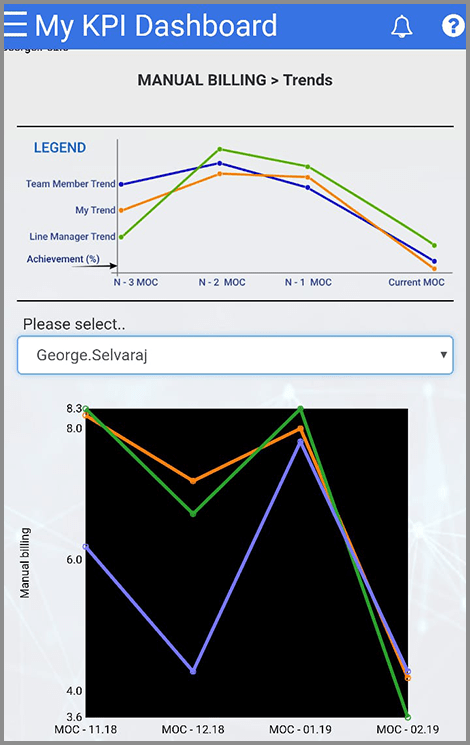 My KPI Dashboard
MANUAL BILLING > Trends
LEGEND
Team Member Trend
My Trend
Line Manager Trend
Achievement (%)
N - 3 MOC N - 2 MOC N - 1 MOC Current MOC
Please select..
George.Selvaraj
8.3
8.0
6.0
4.0
3.6
Manual billing
MOC - 11.18 MOC - 12.18 MOC - 01.19 MOC - 02.19